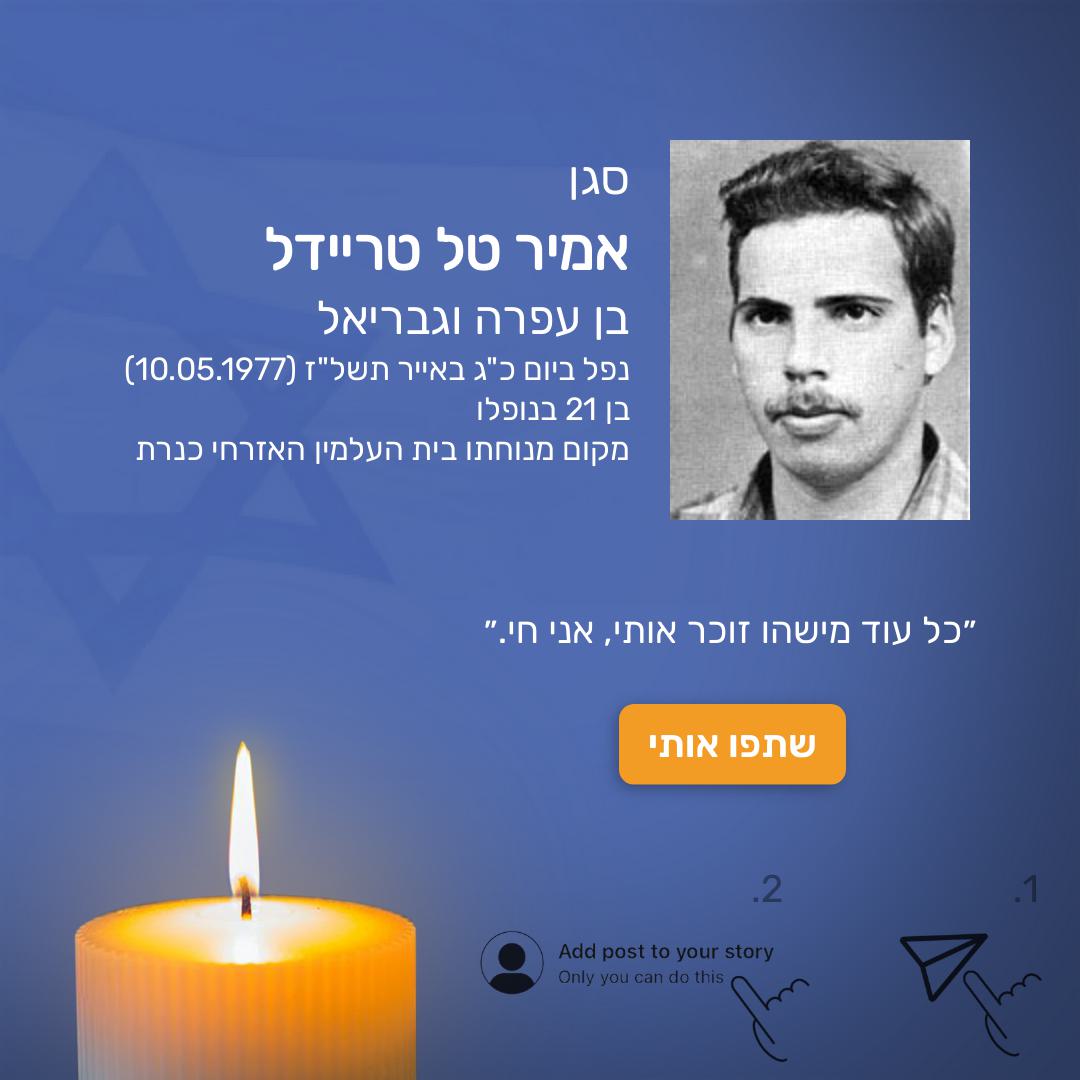 סגן
אמיר טל טריידל
בן עפרה וגבריאל
נפל ביום כ"ג באייר תשל"ז (10.05.1977)
בן 21 בנופלו
מקום מנוחתו בית העלמין האזרחי כנרת
״כל עוד מישהו זוכר אותי, אני חי.״
שתפו אותי
1.
2.
Add post to your story
Only you can do this